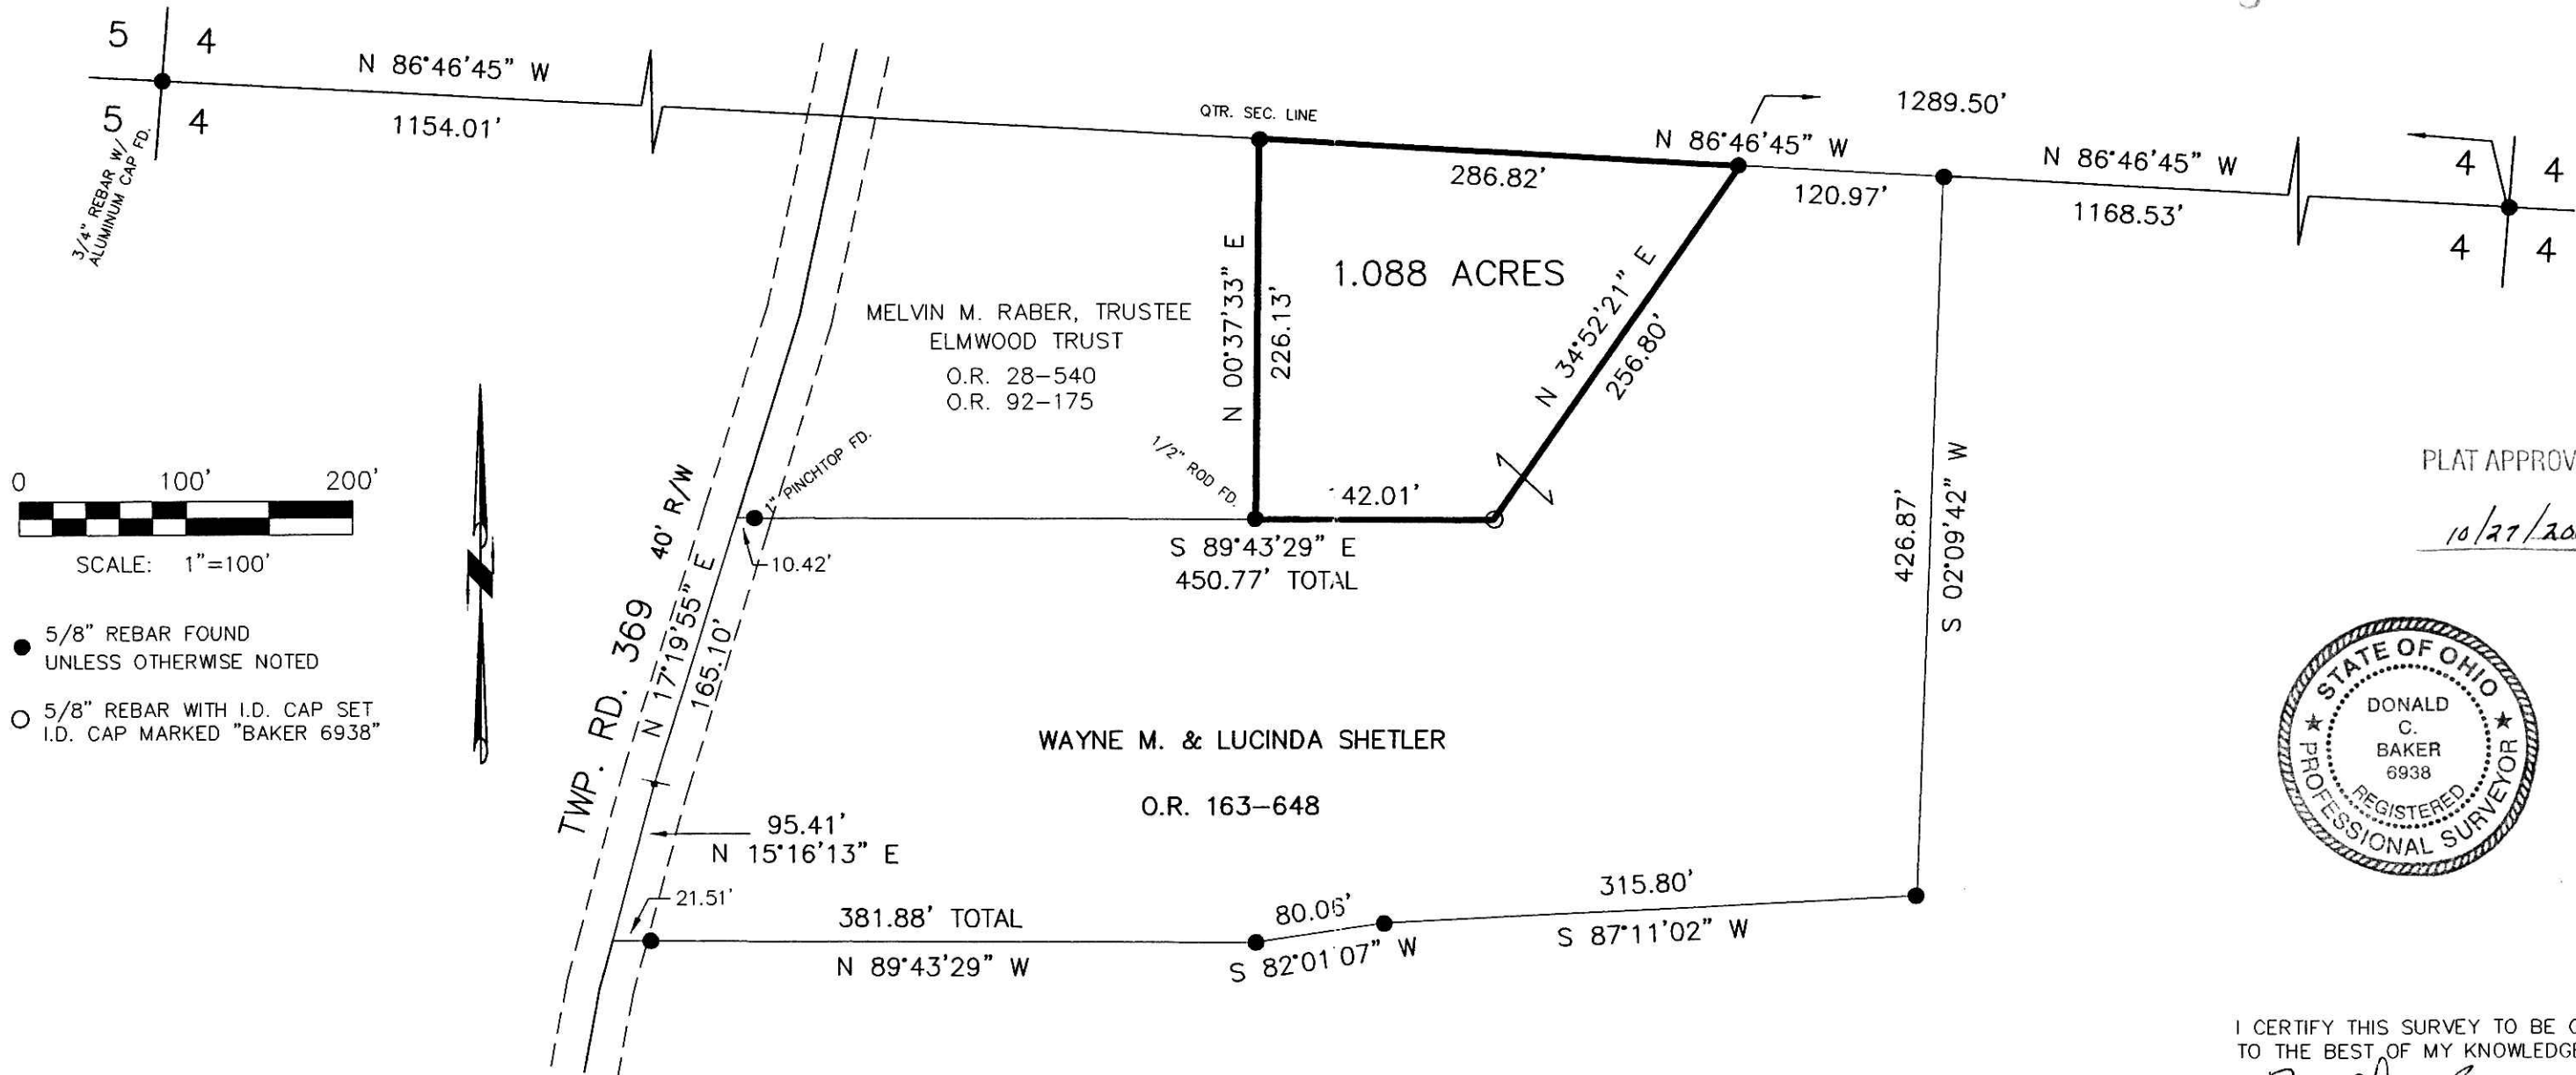 5 4
5 4
N 86°46'45" W
1154.01'
3/4" REBAR W/
ALUMINUM CAP FD.
QTR. SEC. LINE
1289.50'
N 86°46'45" W
286.82'
120.97'
N 86°46'45" W
1168.53'
4 4
4 4
1.088 ACRES
N 00°37'33" E
226.13'
N 34°52'21" E
256.80'
MELVIN M. RABER, TRUSTEE
ELMWOOD TRUST
O.R. 28-540
O.R. 92-175
1" PINCHTOP FD.
1/2" ROD FD.
42.01'
S 89°43'29" E
450.77' TOTAL
10.42'
0 100' 200'
SCALE: 1"=100'
5/8" REBAR FOUND
UNLESS OTHERWISE NOTED
5/8" REBAR WITH I.D. CAP SET
I.D. CAP MARKED "BAKER 6938"
TWP. RD. 369 40' R/W
N 17°19'55" E
165.10'
426.87'
S 02°09'42" W
PLAT APPROV
10/27/20
STATE OF OHIO
DONALD
C.
BAKER
6938
REGISTERED
PROFESSIONAL SURVEYOR
WAYNE M. & LUCINDA SHETLER
O.R. 163-648
95.41'
N 15°16'13" E
21.51'
381.88' TOTAL
N 89°43'29" W
80.06'
S 82°01'07" W
315.80'
S 87°11'02" W
I CERTIFY THIS SURVEY TO BE C
TO THE BEST OF MY KNOWLEDGE